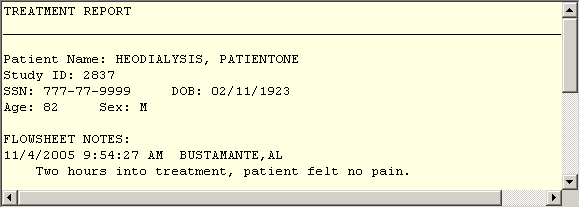 TREATMENT REPORT
Patient Name: HEODIALYSIS, PATIENTONE
Study ID: 2837
SSN: 777-77-9999 DOB: 02/11/1923
Age: 82 Sex: M
FLOWSHEET NOTES:
11/4/2005 9:54:27 AM BUSTAMANTE,AL
Two hours into treatment, patient felt no pain.